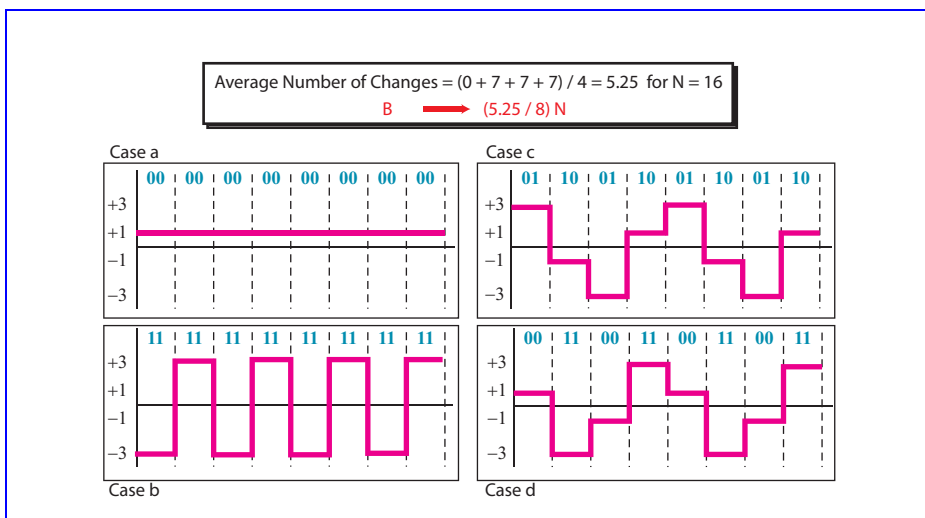 Average Number of Changes = (0 + 7 + 7 + 7) / 4 = 5.25 for N = 16
B (5.25 / 8) N
Case a
00 00 00 00 00 00 00 00
+3
+1
−1
−3
Case c
01 10 01 10 01 10 01 10
+3
+1
−1
−3
11 11 11 11 11 11 11 11
+3
+1
−1
−3
Case b
00 11 00 11 00 11 00 11
+3
+1
−1
−3
Case d